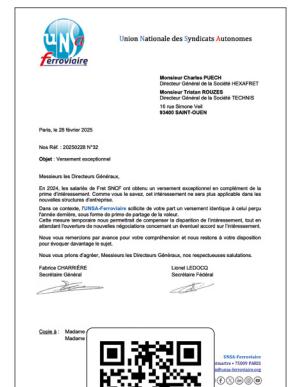 UNSA
Ferroviaire
Union Nationale des Syndicats Autonomes
Monsieur Charles PUECH
Directeur Général de la Société HEXAFRET
Monsieur Tristan ROUZES
Directeur Général de la Société TECHNIS
16 rue Simone Veil
93400 SAINT-OUEN
Paris, le 28 février 2025
Nos Réf : 20250228 N°32
Objet : Versement exceptionnel
Messieurs les Directeurs Généraux,
En 2024, les salariés de Fret SNCF ont obtenu un versement exceptionnel en complément de la
prime d'intéressement. Comme vous le savez, cet intéressement ne sera plus applicable dans les
nouvelles structures d'entreprise.
Dans ce contexte, l'UNSA-Ferroviaire sollicite de votre part un versement identique à celui perçu
l'année dernière, sous forme de prime de partage de la valeur.
Cette mesure temporaire nous permettrait de compenser la disparition de l'intéressement, tout en
attendant l'ouverture de nouvelles négociations concernant un éventuel accord sur l'intéressement.
Nous vous remercions par avance pour votre compréhension et nous restons à votre disposition
pour évoquer davantage le sujet.
Nous vous prions d'agréer, Messieurs les Directeurs Généraux, nos respectueuses salutations.
Fabrice CHARRIÈRE
Secrétaire Général
Lionel LEDOCQ
Secrétaire Fédéral
Copie à : Madame
Madame
UNSA-Ferroviaire
75009 PARIS
unsa-ferroviaire.org